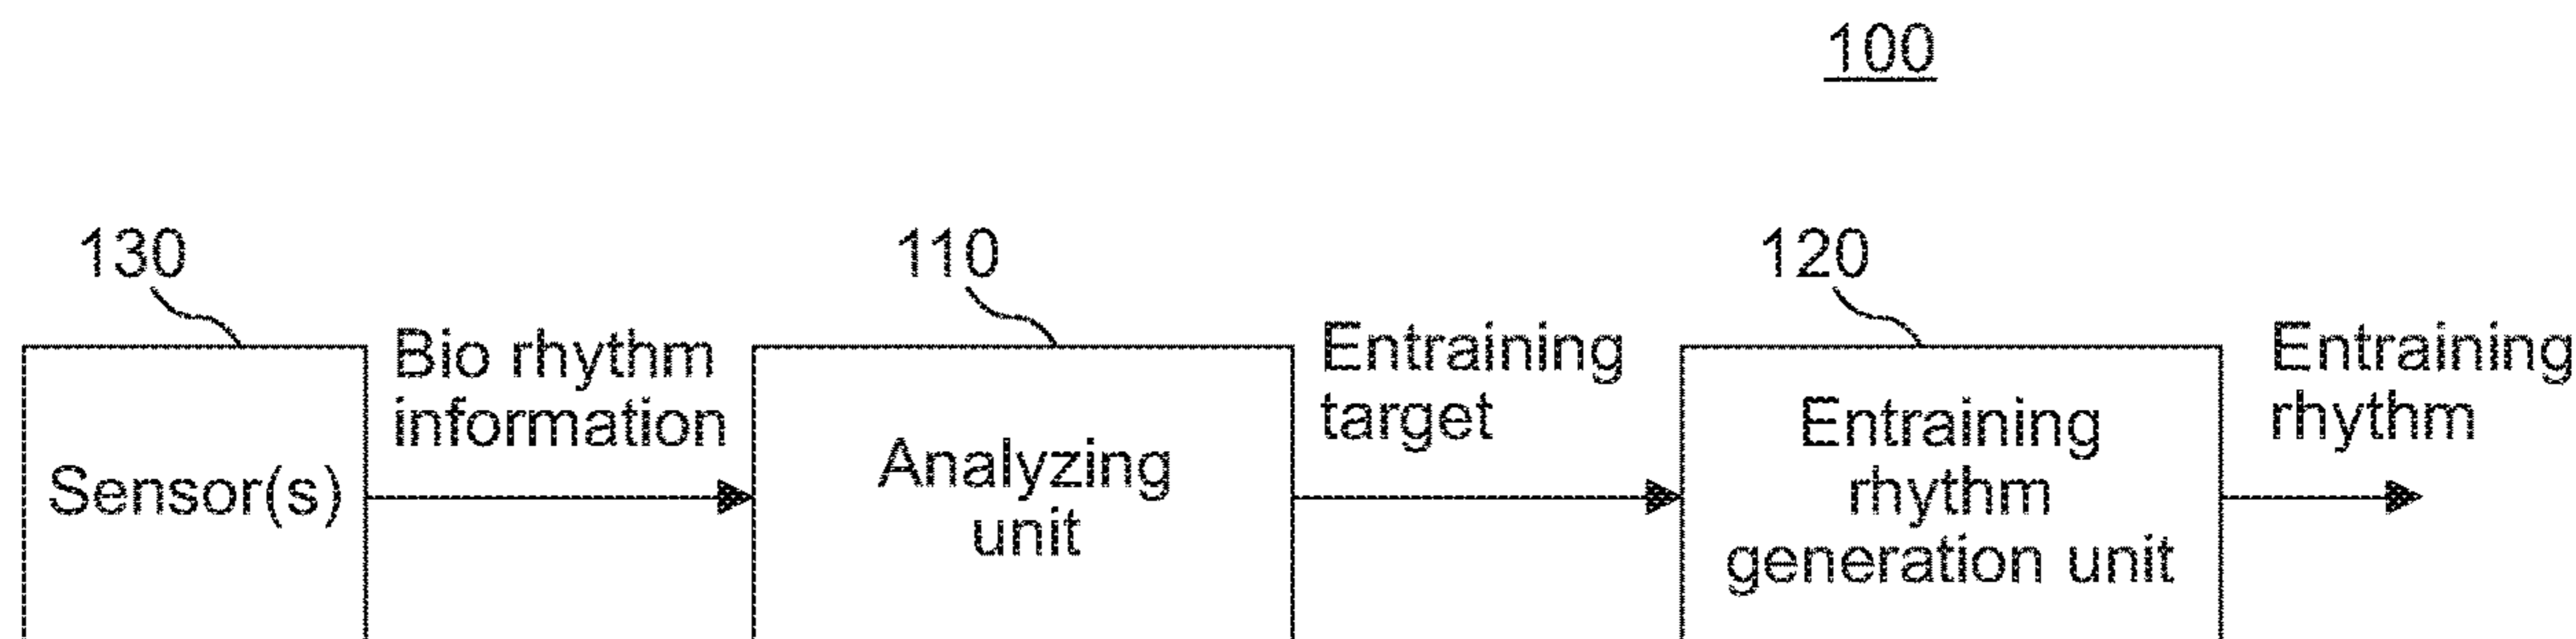 100
130
110
120
Bio rhythm
information
Entraining
target
Entraining
rhythm
Sensor(s)
Analyzing
unit
Entraining
rhythm
generation unit